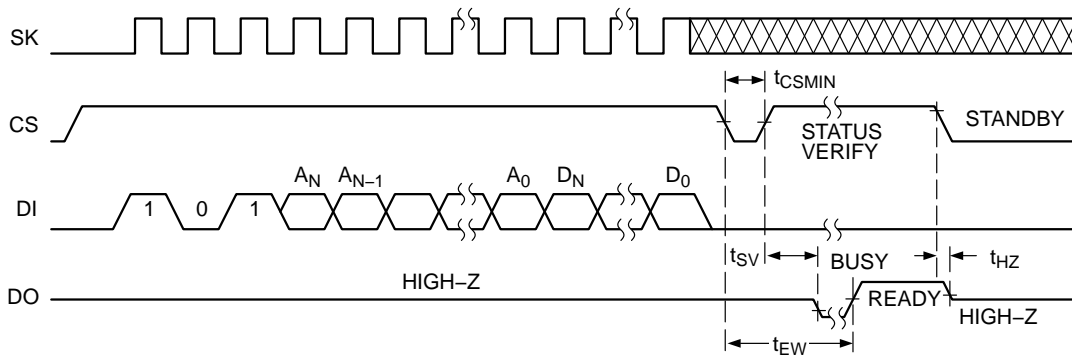 SK
t_CSMIN
CS
STATUS
VERIFY
STANDBY
A_N A_N–1 A_0 D_N D_0
DI
1 0 1
t_SV
BUSY
t_HZ
DO
HIGH–Z
READY
HIGH–Z
t_EW